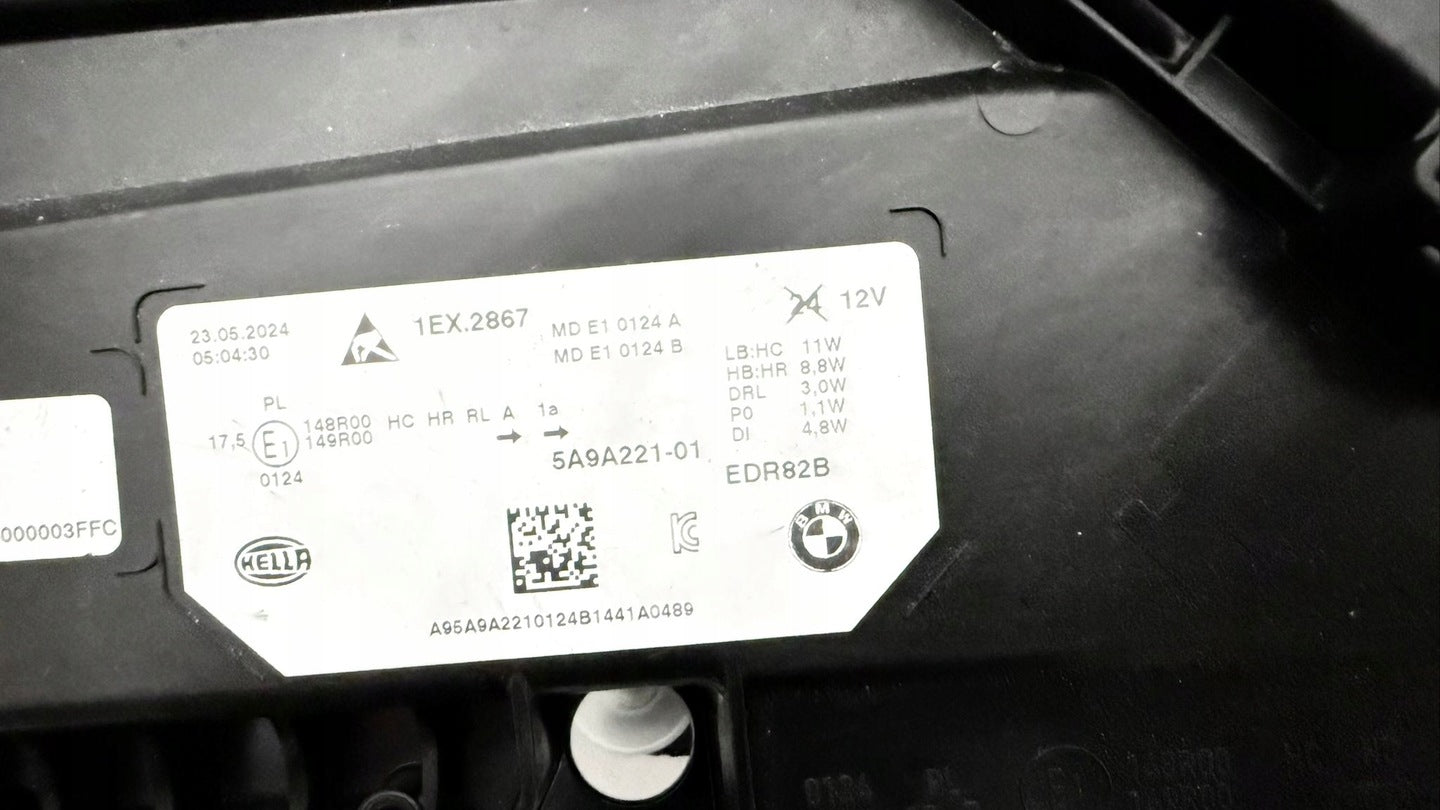 23.05.2024
05:04:30
1EX.2867
MD E1 0124 A
MD E1 0124 B
24 12V
LB:HC 11W
HB:HR 8,8W
DRL 3,0W
PO 1,1W
DI 4,8W
PL
17,5 E1 148R00 HC HR RL A 1a
149R00
0124
5A9A221-01
EDR82B
000003FFC
HELLA
BMW
A95A9A2210124B1441A0489